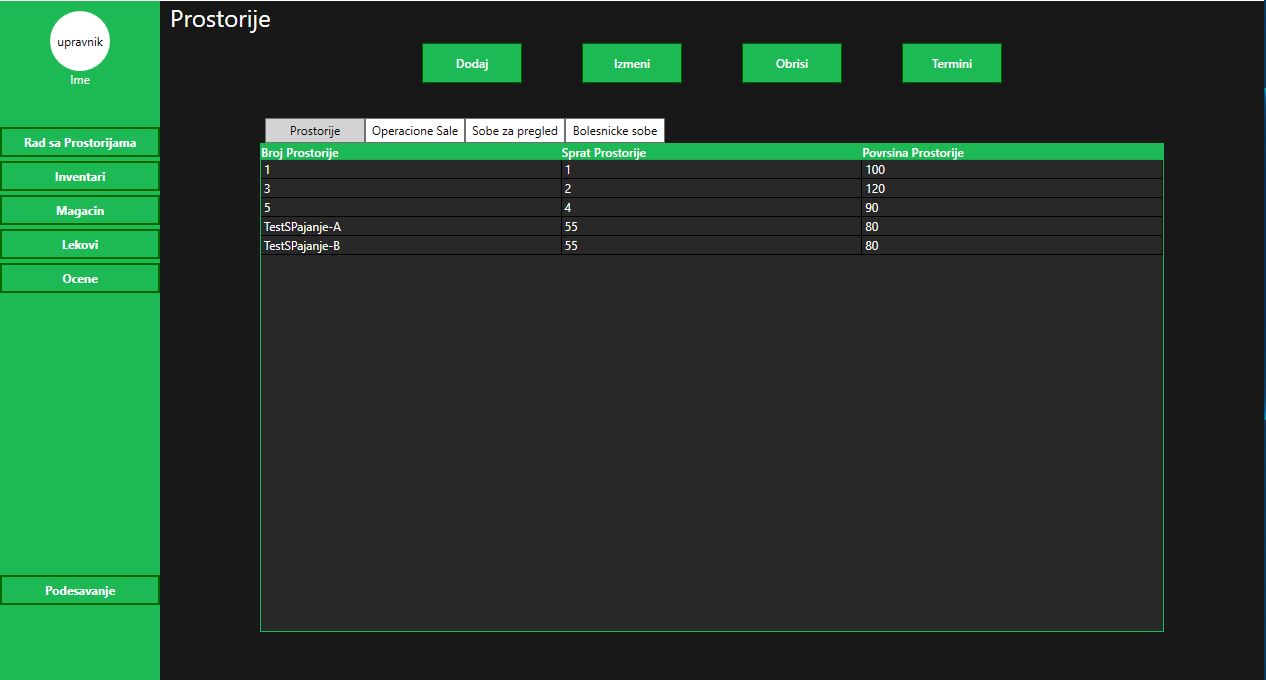 upravnik
Ime
Rad sa Prostorijama
Inventari
Magacin
Lekovi
Ocene
Podesavanje
Prostorije
Dodaj Izmeni Obrisi Termini
Prostorije Operacione Sale Sobe za pregled Bolesnicke sobe
Broj Prostorije Sprat Prostorije Povrsina Prostorije
1 1 100
3 2 120
5 4 90
TestSPajanje-A 55 80
TestSPajanje-B 55 80